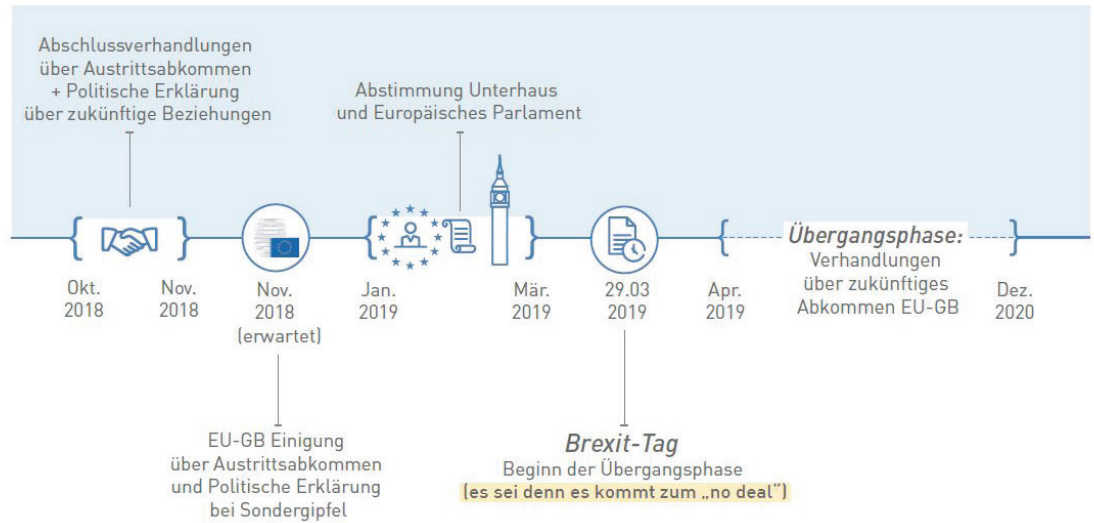 Abschlussverhandlungen
über Austrittsabkommen
+ Politische Erklärung
über zukünftige Beziehungen
Abstimmung Unterhaus
und Europäisches Parlament
Okt.
2018
Nov.
2018
Nov.
2018
(erwartet)
Jan.
2019
Mär.
2019
29.03
2019
Apr.
2019
Übergangsphase:
Verhandlungen
über zukünftiges
Abkommen EU-GB
Dez.
2020
EU-GB Einigung
über Austrittsabkommen
und Politische Erklärung
bei Sondergipfel
Brexit-Tag
Beginn der Übergangsphase
(es sei denn es kommt zum „no deal“)